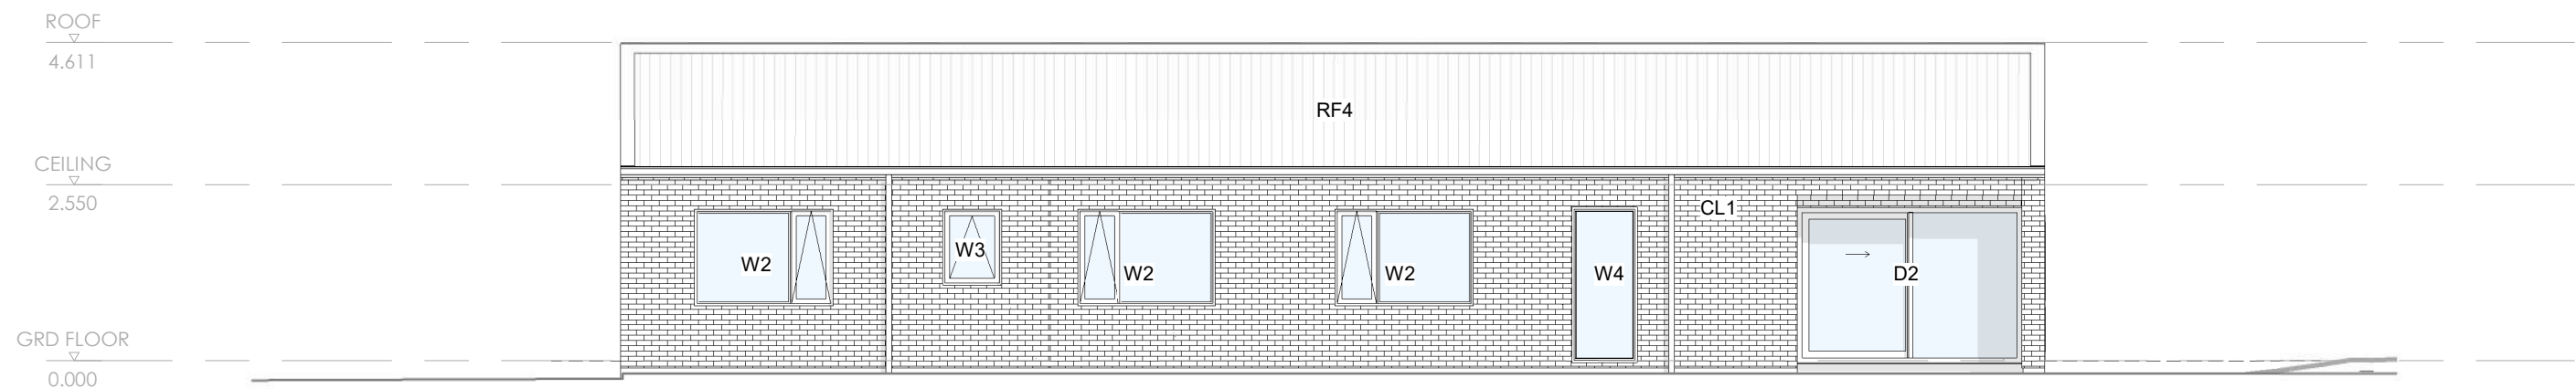 ROOF
4.611
RF4
CEILING
2.550
CL1
W2
W3
W2
W2
W4
D2
GRD FLOOR
0.000